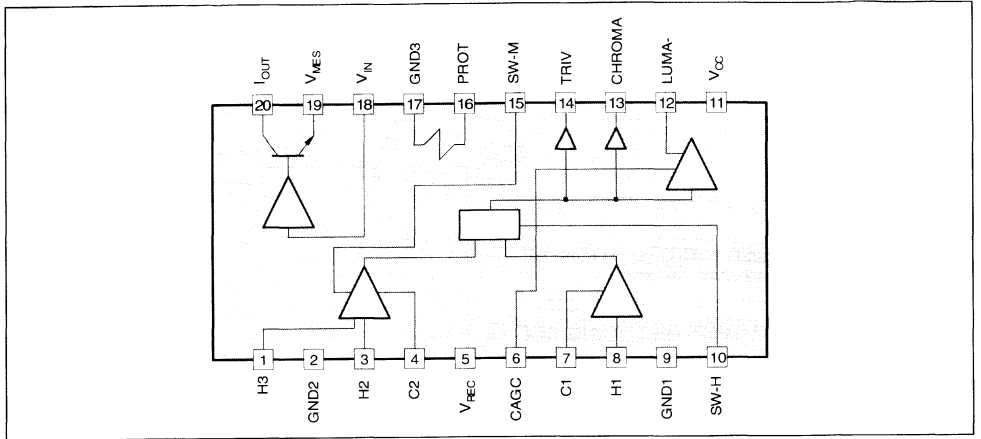 I_OUT V_MES V_IN GND3 PROT SW-M TRIV CHROMA LUMA- V_CC
20 19 18 17 16 15 14 13 12 11
1 2 3 4 5 6 7 8 9 10
H3 GND2 H2 C2 V_REC CAGC C1 H1 GND1 SW-H